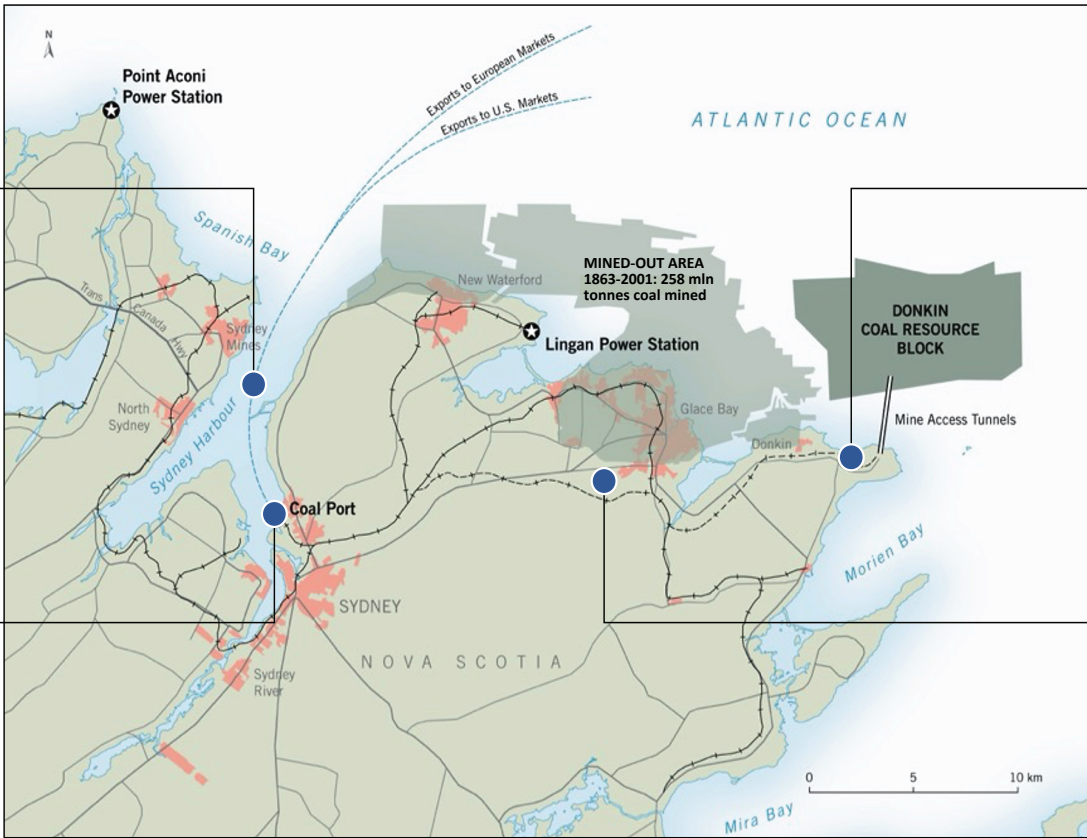 N
Point Aconi
Power Station
Exports to European Markets
Exports to U.S. Markets
ATLANTIC OCEAN
Spanish Bay
New Waterford
MINED-OUT AREA
1863-2001: 258 mln
tonnes coal mined
DONKIN
COAL RESOURCE
BLOCK
Trans
Canada
Hwy
Sydney
Mines
Lingan Power Station
North
Sydney
Sydney Harbour
Glace Bay
Mine Access Tunnels
Donkin
Coal Port
Morien Bay
SYDNEY
NOVA SCOTIA
Sydney
River
0 5 10 km
Mira Bay